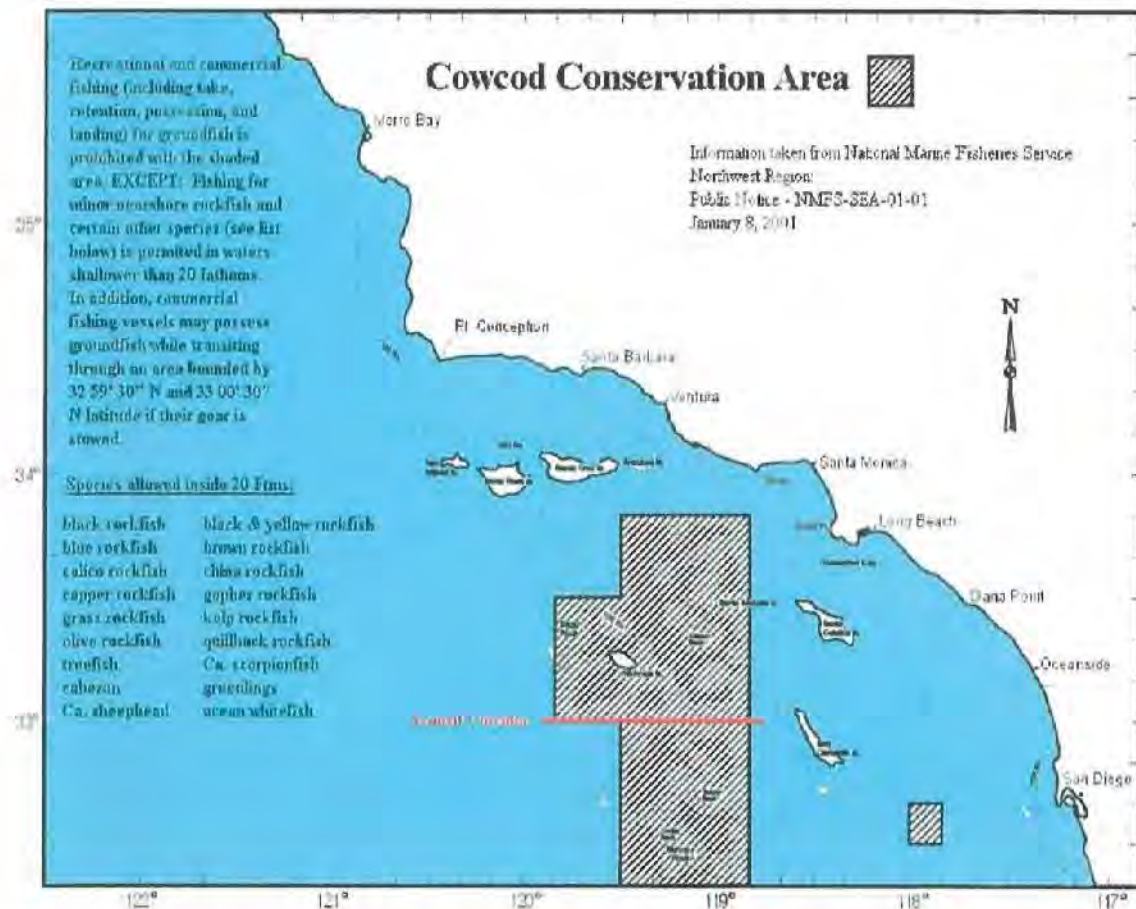 Recreational and commercial
fishing (including take,
retention, possession, and
landing) for groundfish is
prohibited with the shaded
area, EXCEPT: Fishing for
minor nearshore rockfish and
certain other species (see list
below) is permited in waters
shallower than 20 fathoms.
In addition, commercial
fishing vessels may possess
groundfish while transiting
through an area bounded by
32 59' 30" N and 33 00' 30"
N latitude if their gear is
stowed.
Species allowed inside 20 Ftms:
black rockfish black & yellow rockfish
blue rockfish brown rockfish
calico rockfish china rockfish
copper rockfish gopher rockfish
grass rockfish kelp rockfish
olive rockfish quillback rockfish
treefish Ca. scorpionfish
cabezon greenlings
Ca. sheephead ocean whitefish
Cowcod Conservation Area
Information taken from National Marine Fisheries Service
Northwest Region:
Public Notice - NMFS-SEA-01-01
January 8, 2001
N
Morro Bay
Pt. Conception
Santa Barbara
Ventura
Santa Monica
Long Beach
Dana Point
Oceanside
San Diego
Transit Corridor
35°
34°
33°
122° 121° 120° 119° 118° 117°